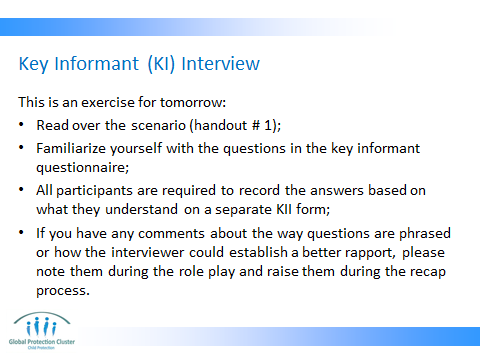 Key Informant (KI) Interview
This is an exercise for tomorrow:
• Read over the scenario (handout # 1);
• Familiarize yourself with the questions in the key informant
questionnaire;
• All participants are required to record the answers based on
what they understand on a separate KII form;
• If you have any comments about the way questions are phrased
or how the interviewer could establish a better rapport, please
note them during the role play and raise them during the recap
process.
Global Protection Cluster
Child Protection